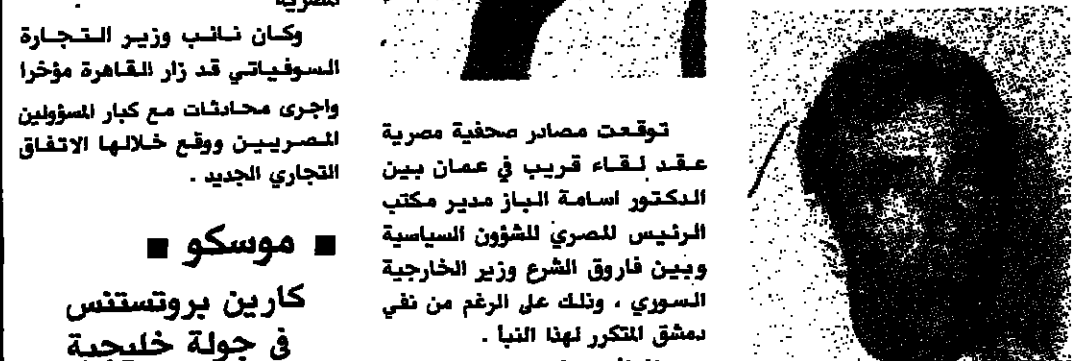 توقعت مصادر صحفية مصرية
عقد لقاء قريب في عمان بين
الدكتور اسامة الباز مدير مكتب
الرئيس المصري للشؤون السياسية
وبين فاروق الشرع وزير الخارجية
السوري ، وذلك على الرغم من نفي
دمشق المتكرر لهذا النبأ .
المصرية
وكان نائب وزير التجارة
السوفياتي قد زار القاهرة مؤخرا
واجرى محادثات مع كبار المسؤولين
المصريين ووقع خلالها الاتفاق
التجاري الجديد .
■ موسكو ■
كارين بروتستنس
في جولة خليجية